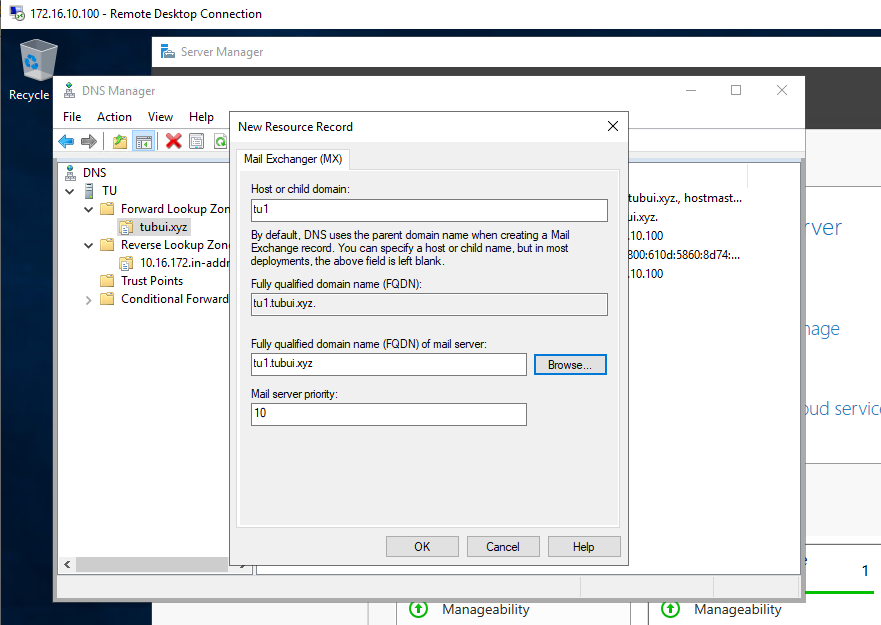 172.16.10.100 - Remote Desktop Connection
Server Manager
Recycle
DNS Manager
File Action View Help
New Resource Record
Mail Exchanger (MX)
DNS
TU
Forward Lookup Zon
tubui.xyz
Reverse Lookup Zon
10.16.172.in-addr
Trust Points
Conditional Forward
Host or child domain:
tu1
By default, DNS uses the parent domain name when creating a Mail
Exchange record. You can specify a host or child name, but in most
deployments, the above field is left blank.
Fully qualified domain name (FQDN):
tu1.tubui.xyz.
Fully qualified domain name (FQDN) of mail server:
tu1.tubui.xyz
Browse...
Mail server priority:
10
OK
Cancel
Help
tubui.xyz., hostmast...
ui.xyz.
.10.100
800:610d:5860:8d74:...
.10.100
rver
nage
oud service
1
Manageability
Manageability